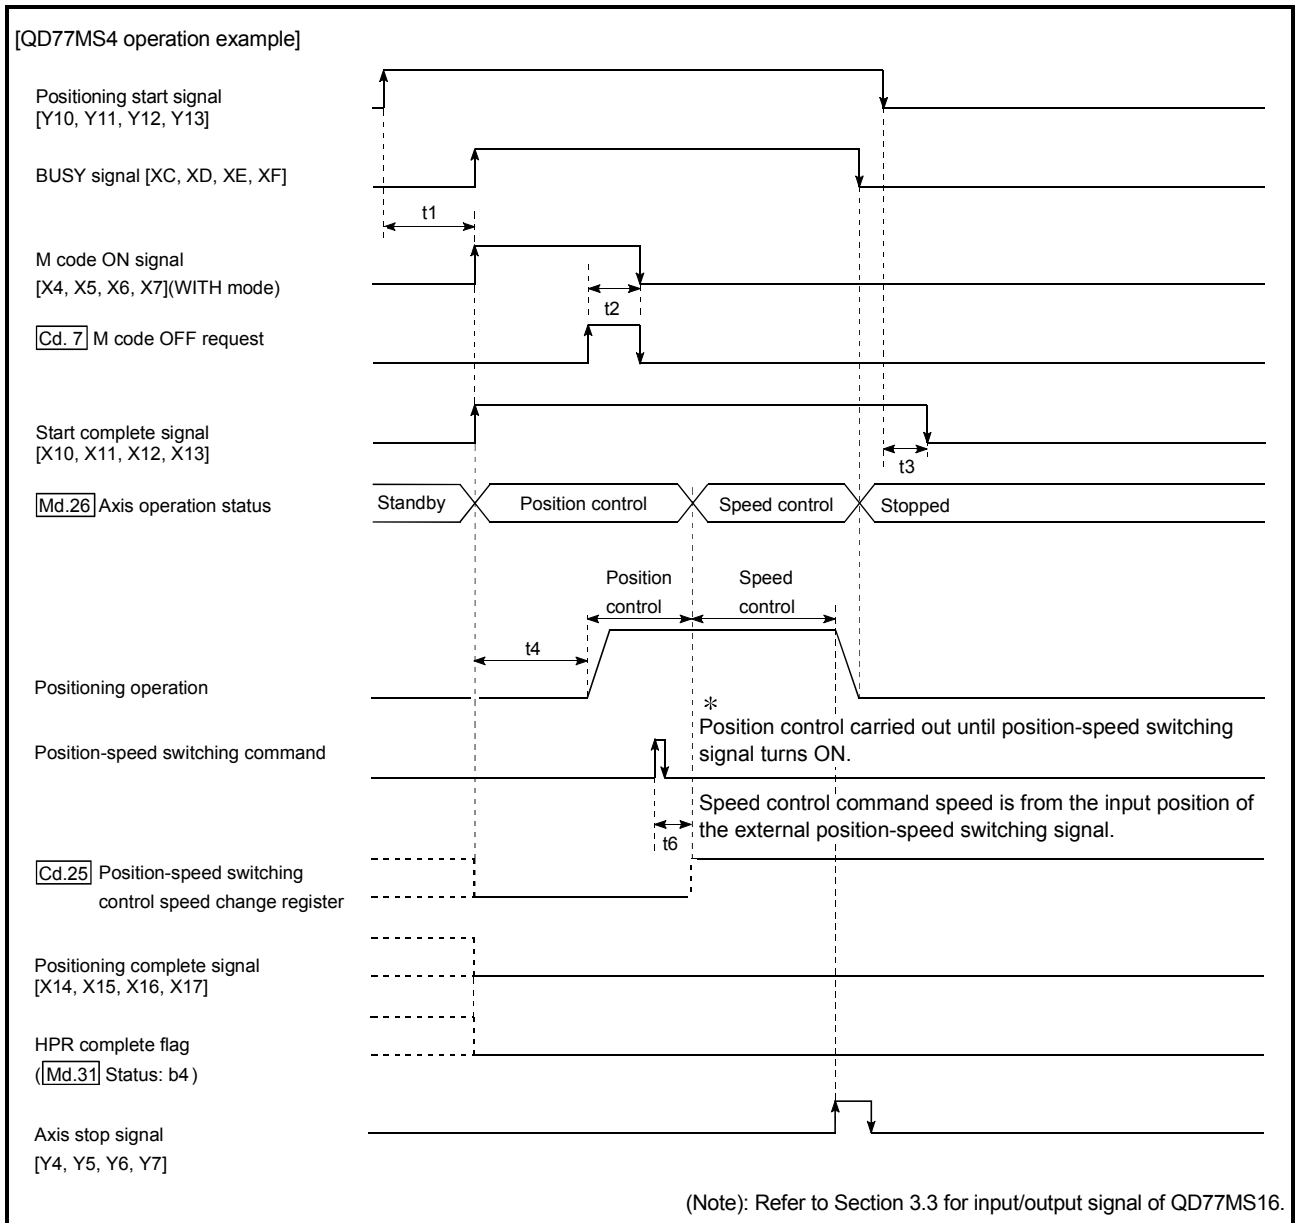 [QD77MS4 operation example]
Positioning start signal
[Y10, Y11, Y12, Y13]
BUSY signal [XC, XD, XE, XF]
t1
M code ON signal
[X4, X5, X6, X7](WITH mode)
t2
Cd. 7 M code OFF request
Start complete signal
[X10, X11, X12, X13]
t3
Md.26 Axis operation status
Standby
Position control
Speed control
Stopped
Position
control
Speed
control
t4
Positioning operation
*
Position control carried out until position-speed switching
signal turns ON.
Position-speed switching command
Speed control command speed is from the input position of
the external position-speed switching signal.
t6
Cd.25 Position-speed switching
control speed change register
Positioning complete signal
[X14, X15, X16, X17]
HPR complete flag
(Md.31 Status: b4)
Axis stop signal
[Y4, Y5, Y6, Y7]
(Note): Refer to Section 3.3 for input/output signal of QD77MS16.